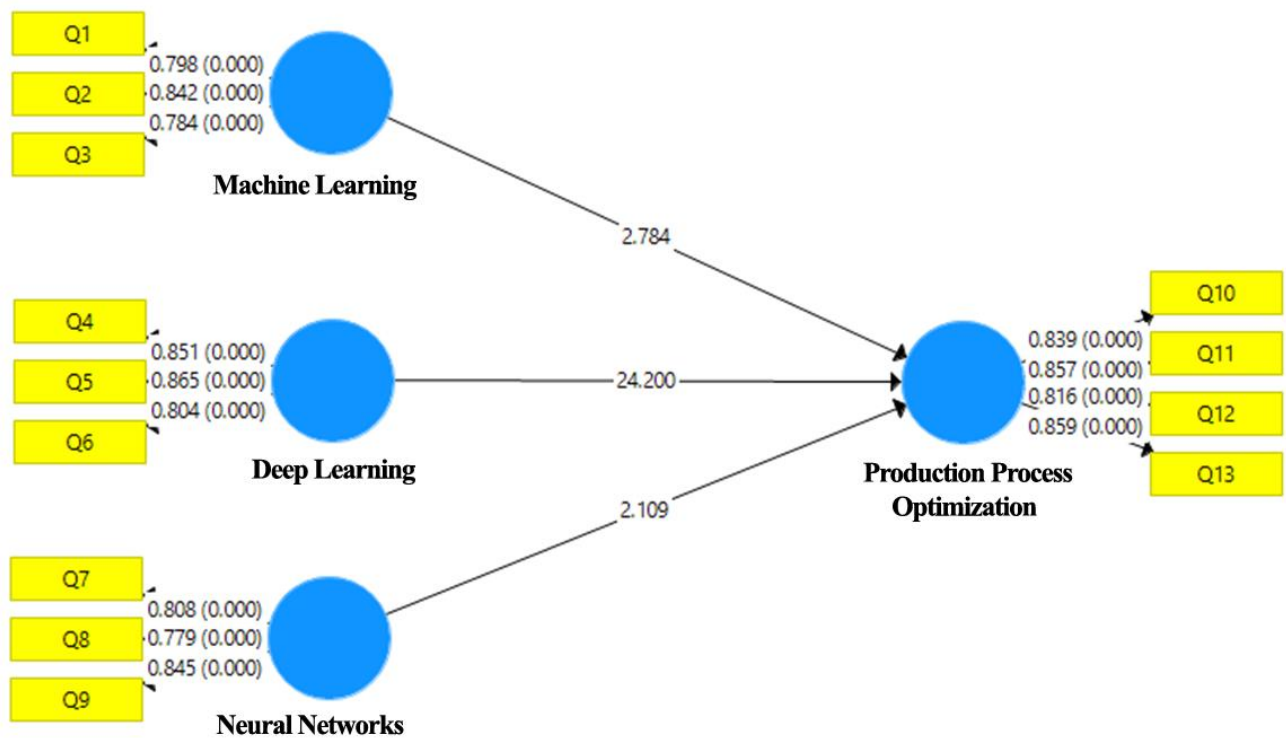 Q1
0.798 (0.000)
Q2
0.842 (0.000)
0.784 (0.000)
Q3
Machine Learning
2.784
Q4
0.851 (0.000)
Q5
0.865 (0.000)
0.804 (0.000)
Q6
Deep Learning
24.200
Q7
0.808 (0.000)
Q8
0.779 (0.000)
0.845 (0.000)
Q9
Neural Networks
2.109
Production Process
Optimization
Q10
0.839 (0.000)
Q11
0.857 (0.000)
0.816 (0.000)
Q12
0.859 (0.000)
Q13